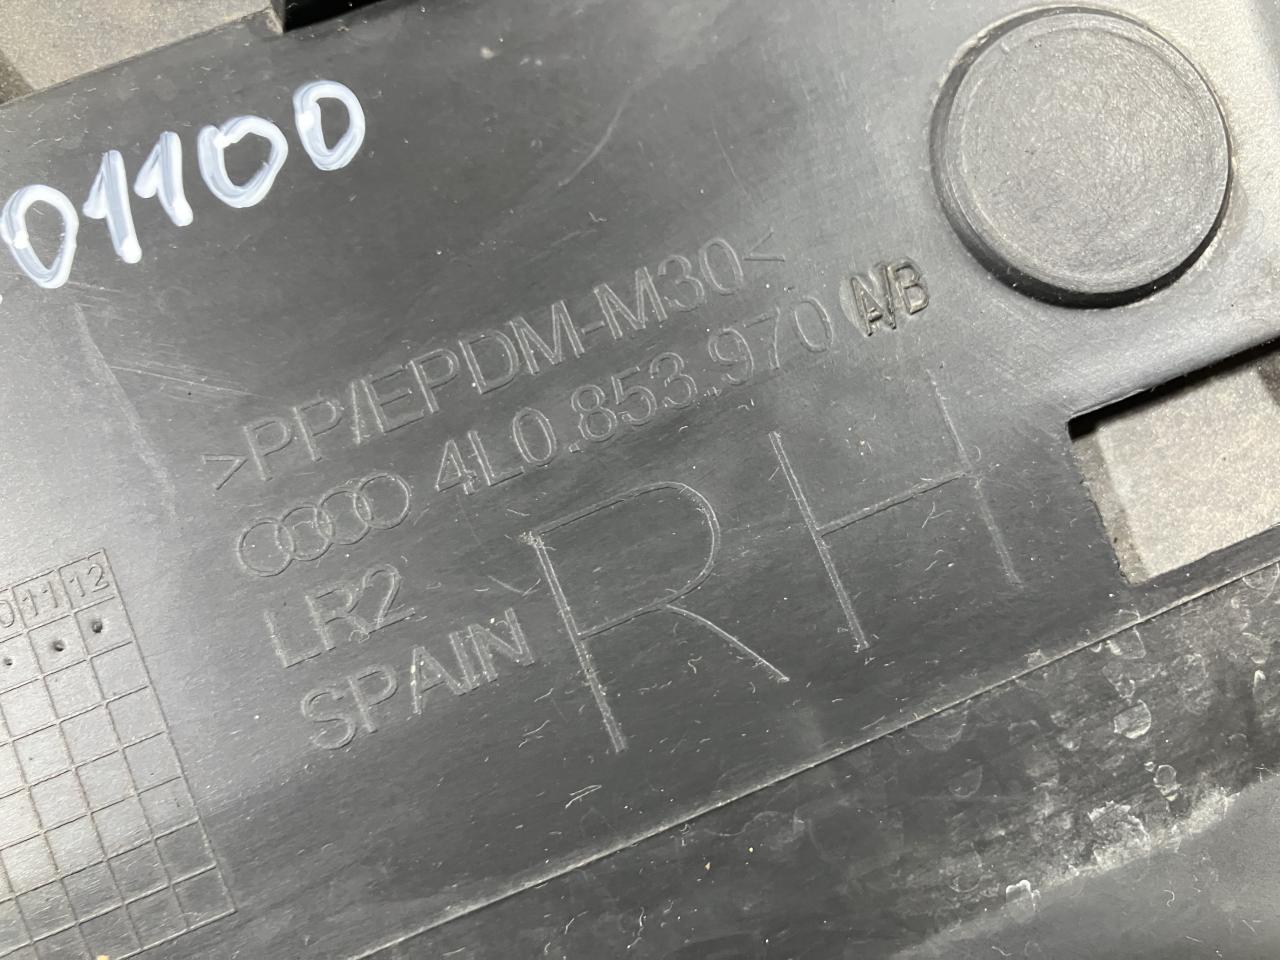 01100
>PP/EPDM-M30<
4L0.853.970 A/B
LR2
SPAIN
RH
11 12